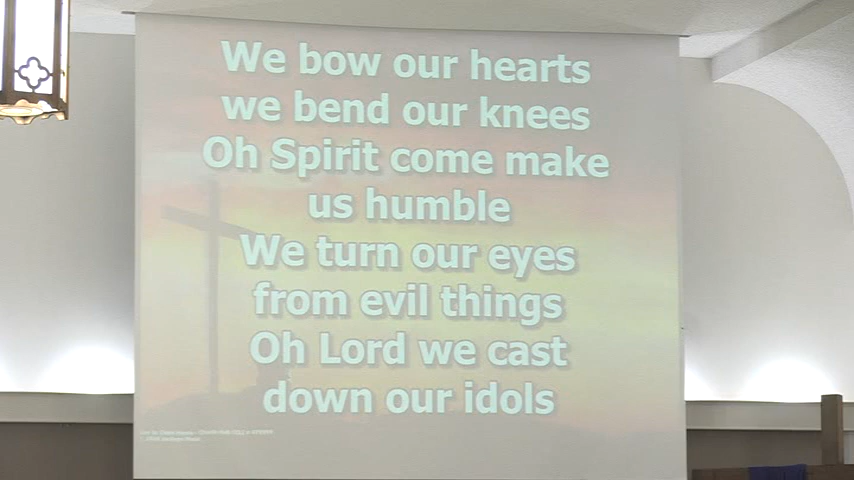 We bow our hearts
we bend our knees
Oh Spirit come make
us humble
We turn our eyes
from evil things
Oh Lord we cast
down our idols